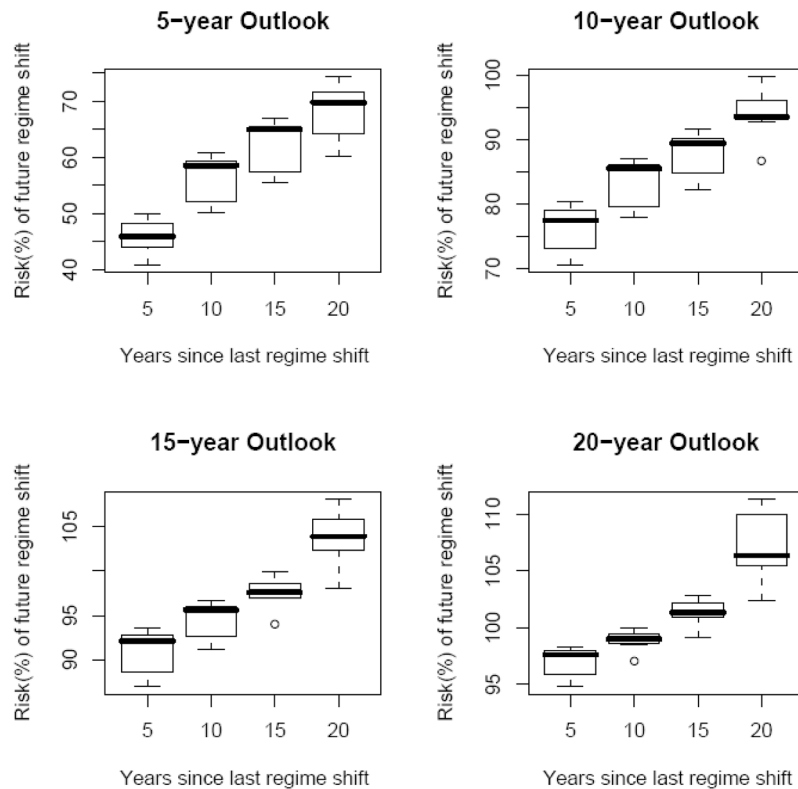 5−year Outlook
Risk(%) of future regime shift
70
60
50
40
5 10 15 20
Years since last regime shift
10−year Outlook
Risk(%) of future regime shift
100
90
80
70
5 10 15 20
Years since last regime shift
15−year Outlook
Risk(%) of future regime shift
105
95
90
5 10 15 20
Years since last regime shift
20−year Outlook
Risk(%) of future regime shift
110
105
100
95
5 10 15 20
Years since last regime shift